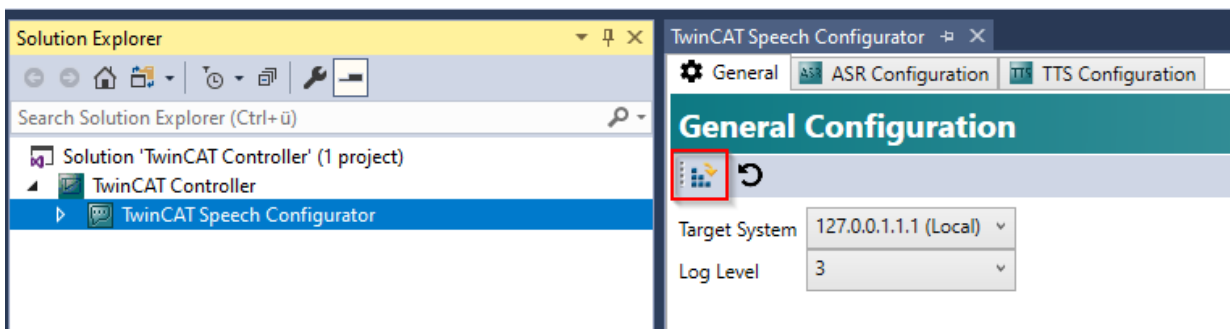 Solution Explorer
Search Solution Explorer (Ctrl+ü)
Solution 'TwinCAT Controller' (1 project)
TwinCAT Controller
TwinCAT Speech Configurator
TwinCAT Speech Configurator
General
ASR ASR Configuration
TTS TTS Configuration
General Configuration
Target System 127.0.0.1.1.1 (Local)
Log Level 3